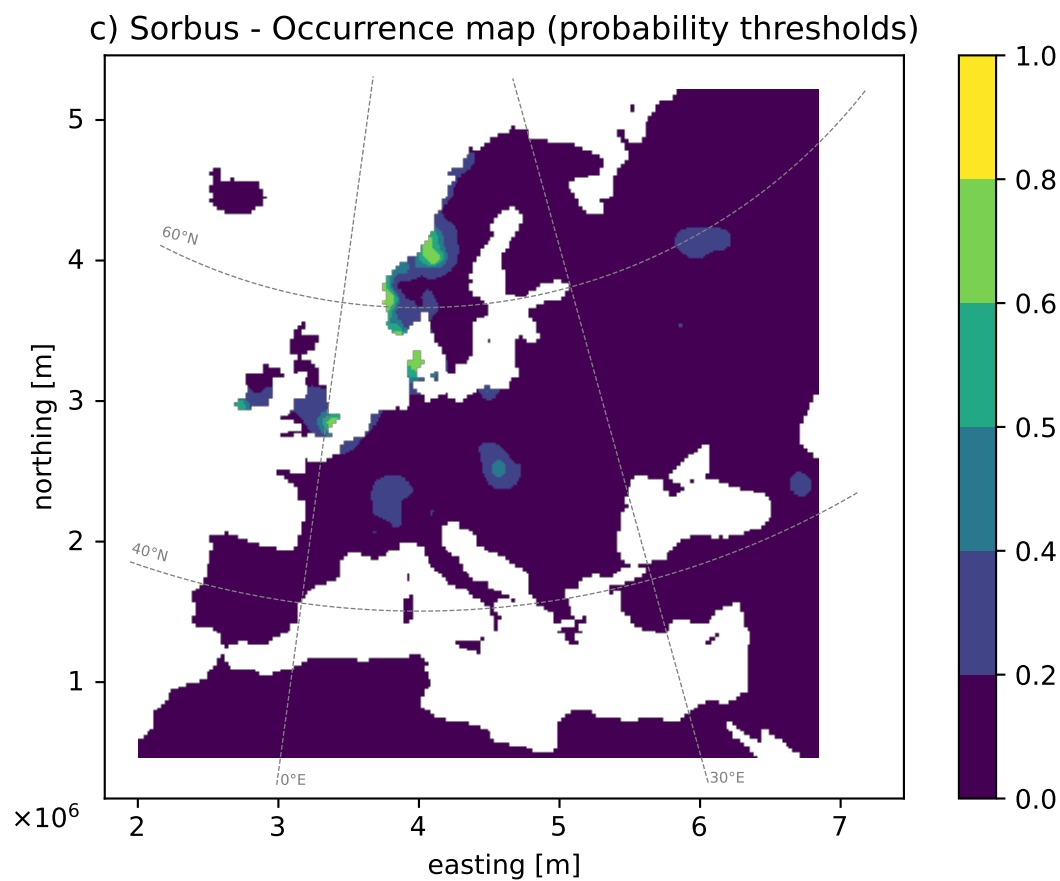 c) Sorbus - Occurrence map (probability thresholds)
1.0
0.8
0.6
0.5
0.4
0.2
0.0
northing [m]
5
4
3
2
1
60°N
40°N
0°E
30°E
×10⁶
2 3 4 5 6 7
easting [m]